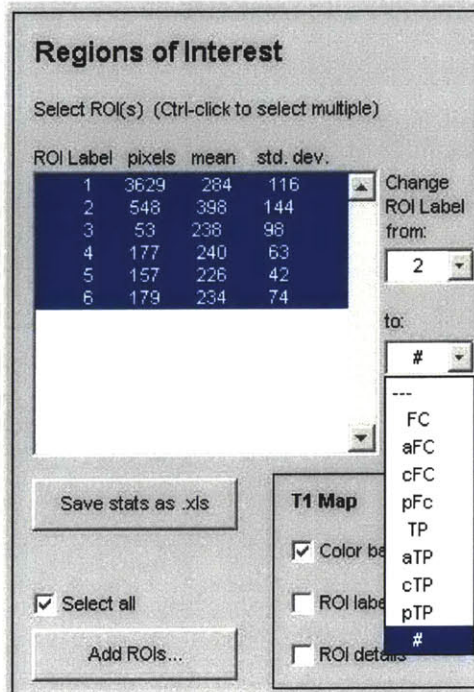 Regions of Interest
Select ROI(s) (Ctrl-click to select multiple)
ROI Label pixels mean std. dev.
1 3629 284 116
2 548 398 144
3 53 238 98
4 177 240 63
5 157 226 42
6 179 234 74
Change
ROI Label
from:
2
to:
#
---
FC
aFC
cFC
pFc
TP
aTP
cTP
pTP
#
Save stats as .xls
Select all
Add ROIs...
T1 Map
Color ba
ROI labe
ROI details